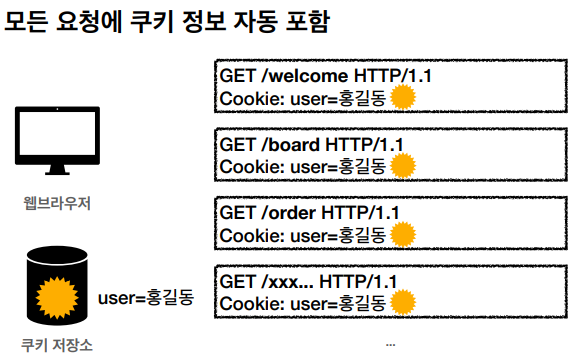 모든 요청에 쿠키 정보 자동 포함
GET /welcome HTTP/1.1
Cookie: user=홍길동
GET /board HTTP/1.1
Cookie: user=홍길동
웹브라우저
GET /order HTTP/1.1
Cookie: user=홍길동
GET /xxx... HTTP/1.1
Cookie: user=홍길동
user=홍길동
쿠키 저장소
...